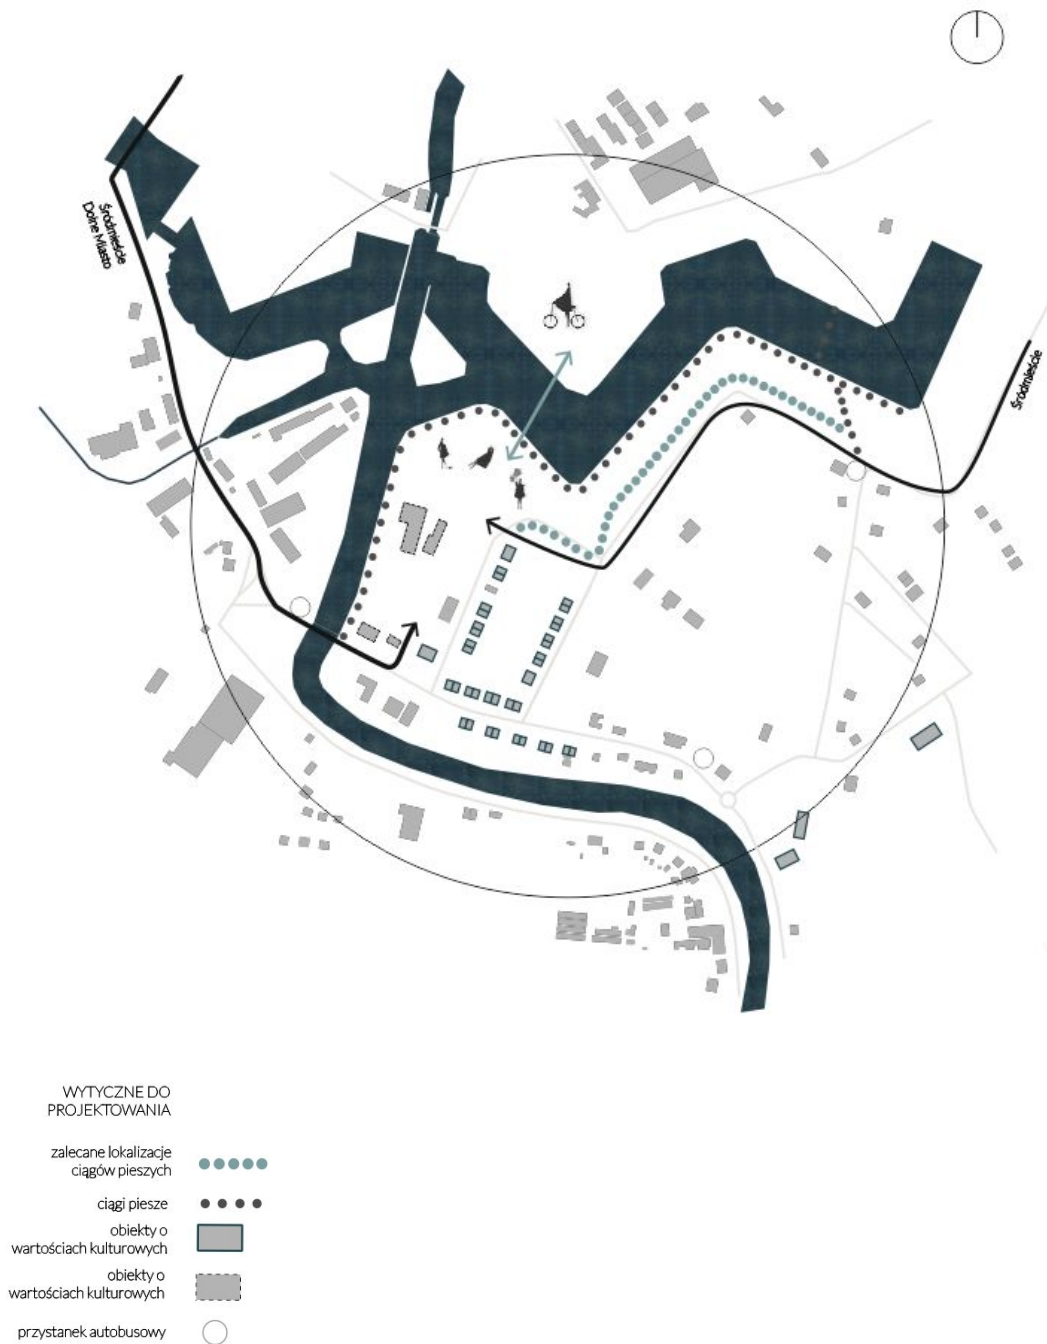 Śródmieście
Dolne Miasto
Śródmieście
WYTYCZNE DO
PROJEKTOWANIA
zalecane lokalizacje
ciągów pieszych
ciągi piesze
obiekty o
wartościach kulturowych
obiekty o
wartościach kulturowych
przystanek autobusowy